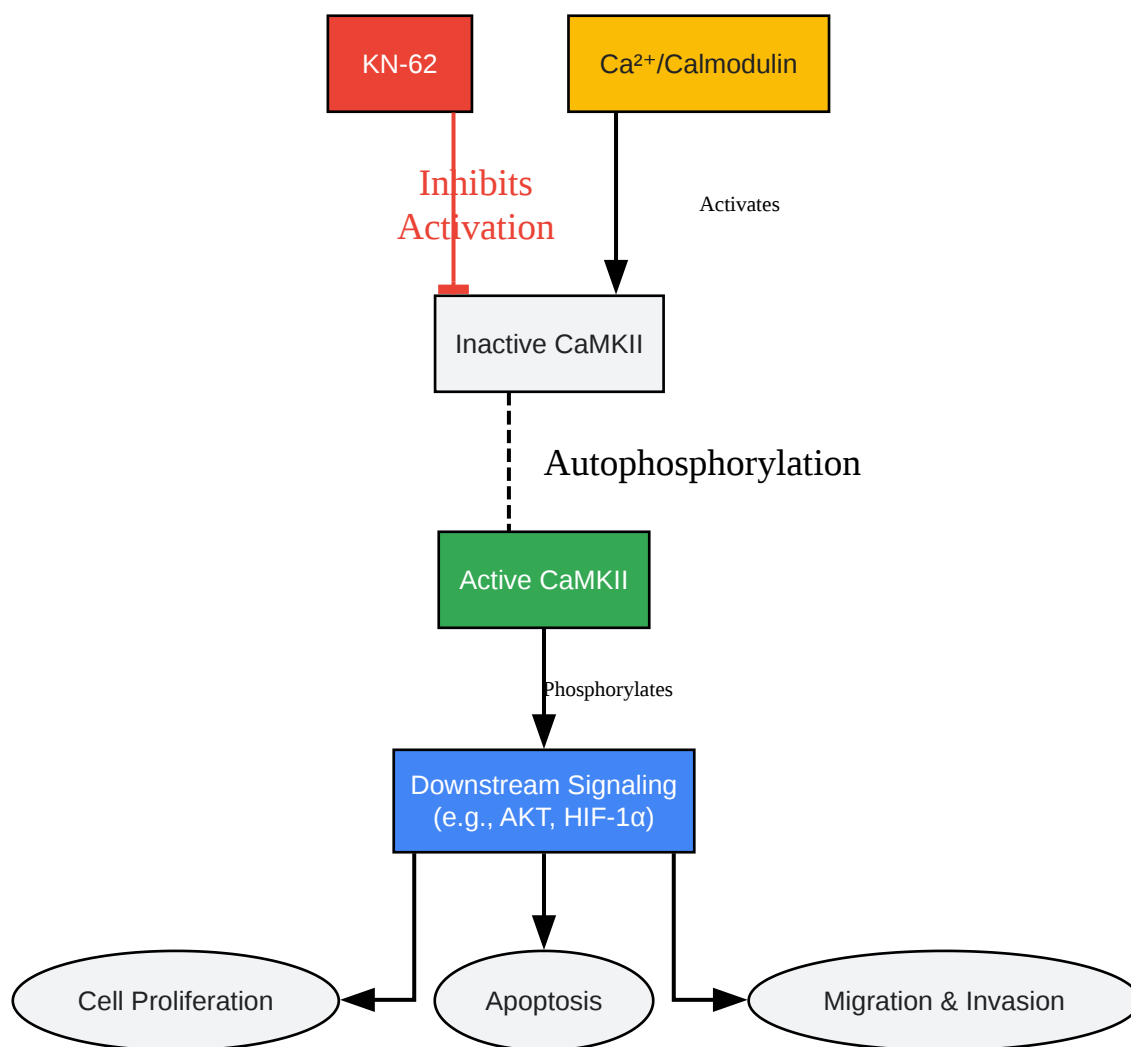 KN-62
Ca²⁺/Calmodulin
Inhibits
Activation
Activates
Inactive CaMKII
Autophosphorylation
Active CaMKII
Phosphorylates
Downstream Signaling
(e.g., AKT, HIF-1α)
Cell Proliferation
Apoptosis
Migration & Invasion